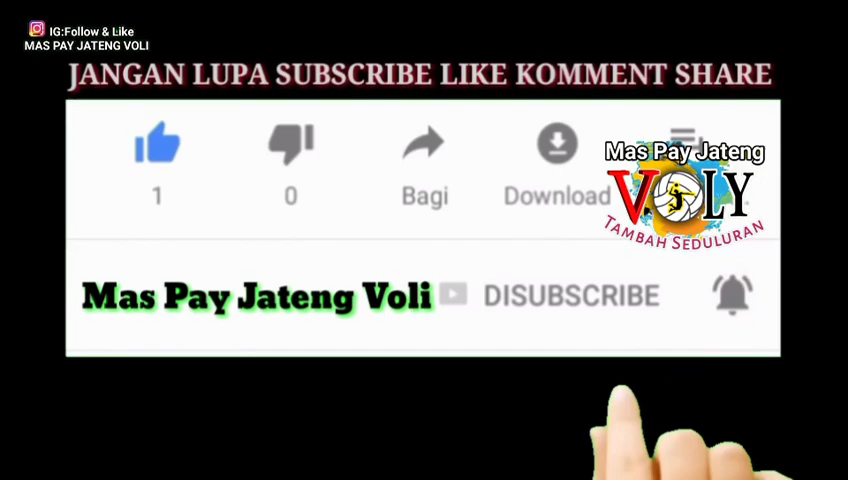 IG:Follow & Like
MAS PAY JATENG VOLI
JANGAN LUPA SUBSCRIBE LIKE KOMMENT SHARE
1
0
Bagi
Download
Mas Pay Jateng
VOLY
TAMBAH SEDULURAN
Mas Pay Jateng Voli
DISUBSCRIBE